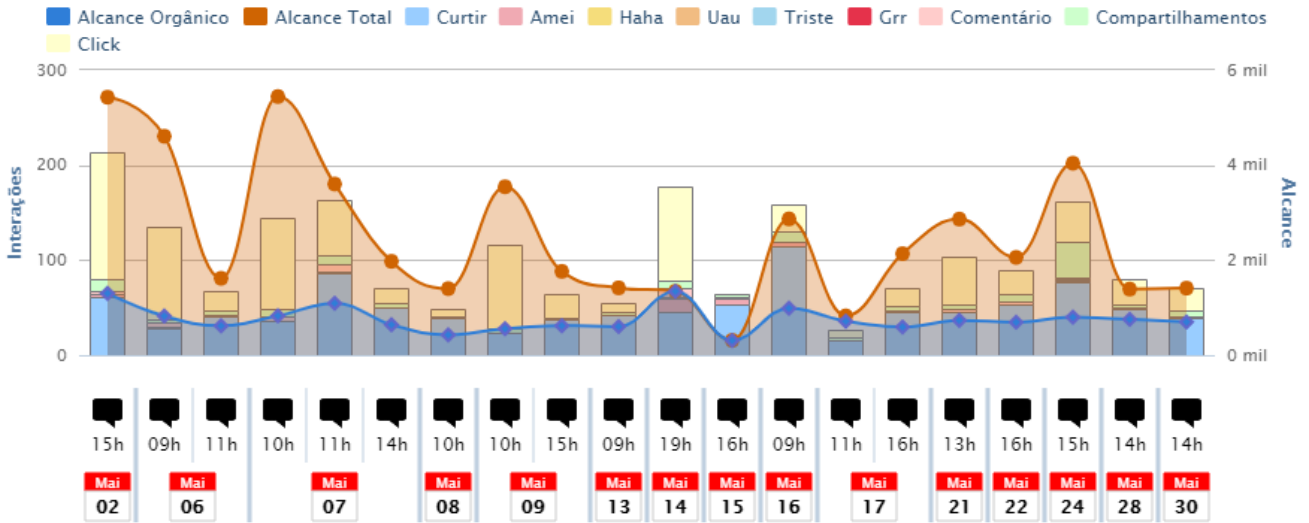 Alcance Orgânico Alcance Total Curtir Amei Haha Uau Triste Grr Comentário Compartilhamentos
Click
300 6 mil
200 4 mil
100 2 mil
0 0 mil
Interações
Alcance
15h 09h 11h 10h 11h 14h 10h 10h 15h 09h 19h 16h 09h 11h 16h 13h 16h 15h 14h 14h
Mai Mai Mai Mai Mai Mai Mai Mai Mai Mai Mai Mai Mai Mai Mai
02 06 07 08 09 13 14 15 16 17 21 22 24 28 30